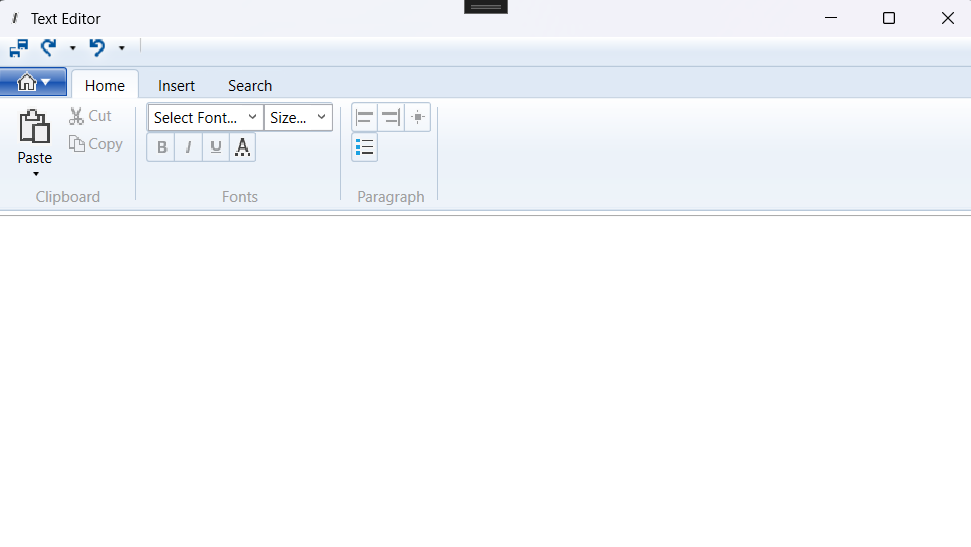 Text Editor
Home Insert Search
Paste
Cut
Copy
Clipboard
Select Font... Size...
B I U A
Fonts
Paragraph